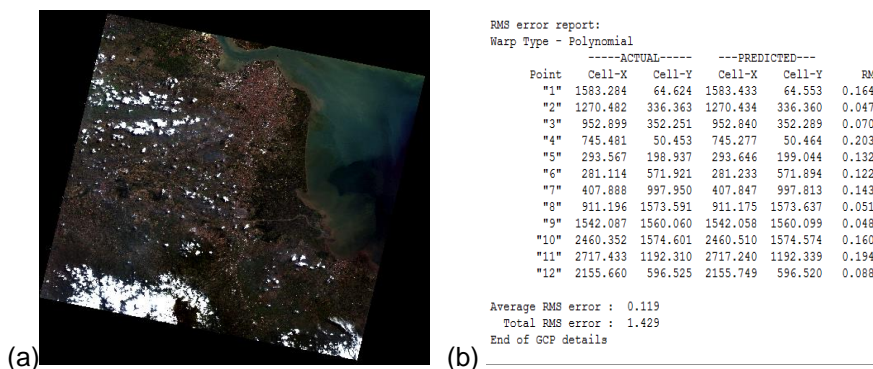 RMS error report:
Warp Type - Polynomial
-----ACTUAL----- ---PREDICTED---
Point Cell-X Cell-Y Cell-X Cell-Y RM
"1" 1583.284 64.624 1583.433 64.553 0.164
"2" 1270.482 336.363 1270.434 336.360 0.047
"3" 952.899 352.251 952.840 352.289 0.070
"4" 745.481 50.453 745.277 50.464 0.203
"5" 293.567 198.937 293.646 199.044 0.132
"6" 281.114 571.921 281.233 571.894 0.122
"7" 407.888 997.950 407.847 997.813 0.143
"8" 911.196 1573.591 911.175 1573.637 0.051
"9" 1542.087 1560.060 1542.058 1560.099 0.048
"10" 2460.352 1574.601 2460.510 1574.574 0.160
"11" 2717.433 1192.310 2717.240 1192.339 0.194
"12" 2155.660 596.525 2155.749 596.520 0.088
Average RMS error : 0.119
Total RMS error : 1.429
End of GCP details
(a) (b)